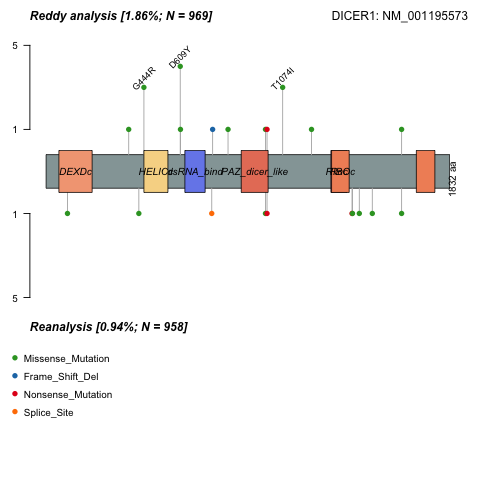 Reddy analysis [1.86%; N = 969]
DICER1: NM_001195573
5
D609Y
G444R
T1074I
1
DEXDc
HELICc
dsRNA_bind
PAZ_dicer_like
1832 aa
1
5
Reanalysis [0.94%; N = 958]
Missense_Mutation
Frame_Shift_Del
Nonsense_Mutation
Splice_Site